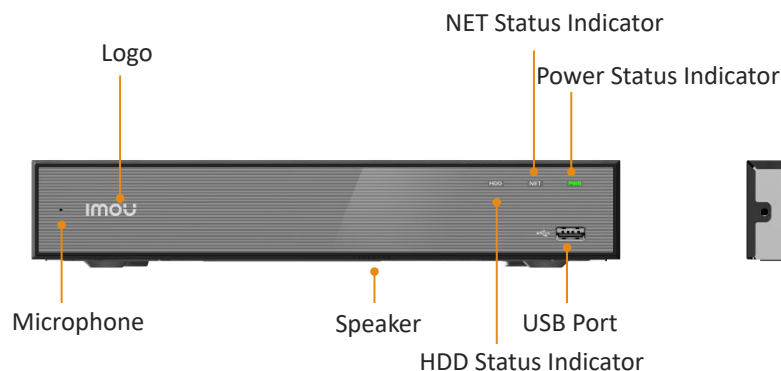 NET Status Indicator
Logo
Power Status Indicator
HDD NET PWR
imou
Microphone
Speaker
USB Port
HDD Status Indicator